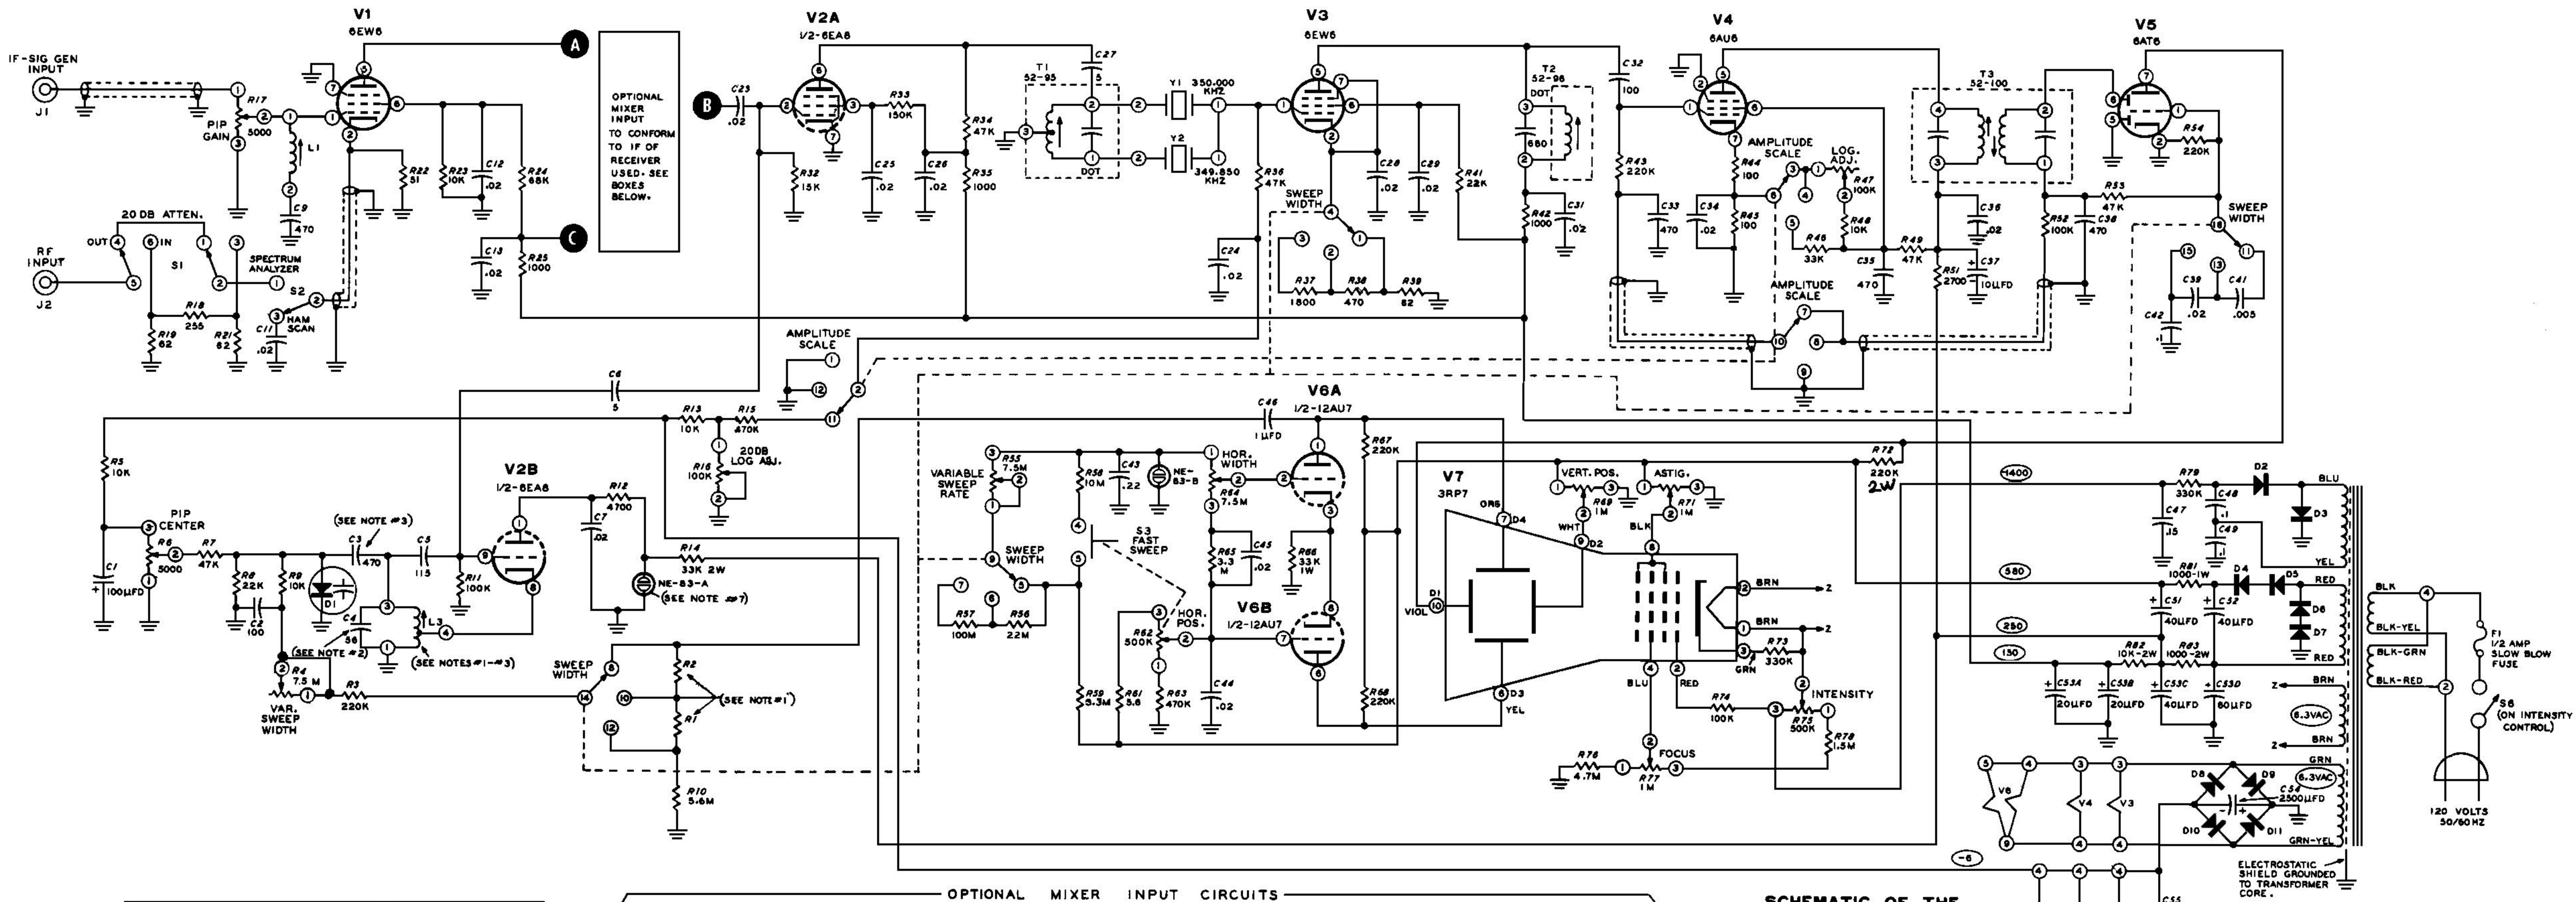 V1
6EW6
IF-SIG GEN
INPUT
J1
R17
5000
PIP
GAIN
L1
C9
470
R22
51
R23
10K
C12
.02
R24
68K
C13
.02
R25
1000
A
C
OPTIONAL
MIXER
INPUT
TO CONFORM
TO IF OF
RECEIVER
USED. SEE
BOXES
BELOW.
20 DB ATTEN.
OUT
IN
S1
RF
INPUT
J2
SPECTRUM
ANALYZER
S2
HAM
SCAN
R18
255
R19
62
R21
62
C11
.02
V2A
1/2-6EA8
B
C23
.02
R32
15K
R33
150K
C25
.02
C26
.02
R34
47K
R35
1000
C27
5
T1
52-95
DOT
Y1
350.000
KHZ
Y2
349.850
KHZ
R36
47K
C24
.02
V3
6EW6
C28
.02
C29
.02
R41
22K
SWEEP
WIDTH
R37
1800
R38
470
R39
62
T2
52-96
DOT
680
R42
1000
C31
.02
C32
100
R43
220K
C33
470
V4
6AU6
C34
.02
R44
100
R45
100
AMPLITUDE
SCALE
LOG.
ADJ.
R47
100K
R48
10K
R46
33K
C35
470
R49
47K
AMPLITUDE
SCALE
T3
52-100
C36
.02
R51
2700
C37
10µFD
R52
100K
C38
470
V5
6AT6
R54
220K
R53
47K
SWEEP
WIDTH
C39
.02
C41
.005
C42
.1
C6
5
AMPLITUDE
SCALE
R13
10K
R15
470K
R16
100K
20DB
LOG ADJ.
R5
10K
C1
100µFD
PIP
CENTER
R6
5000
R7
47K
R8
22K
C2
100
R9
10K
D1
(SEE NOTE #3)
C3
470
C5
115
C4
56
(SEE NOTE #2)
L3
(SEE NOTES #1-#3)
R11
100K
V2B
1/2-6EA8
R12
4700
C7
.02
R14
33K 2W
NE-83-A
(SEE NOTE #7)
R4
7.5 M
VAR.
SWEEP
WIDTH
R3
220K
SWEEP
WIDTH
R2
R1
(SEE NOTE #1)
R10
5.6M
V6A
1/2-12AU7
C46
1µFD
VARIABLE
SWEEP
RATE
R55
7.5M
R58
10M
C43
.22
NE-
83-B
HOR.
WIDTH
R64
7.5M
R65
3.3
M
C45
.02
R66
33K
1W
S3
FAST
SWEEP
SWEEP
WIDTH
R57
100M
R56
22M
R59
3.3M
R61
5.6
R62
500K
HOR.
POS.
R63
470K
C44
.02
V6B
1/2-12AU7
R67
220K
R68
220K
V7
3RP7
GRS
D4
D1
VIOL
D2
WHT
D3
YEL
VERT. POS.
R69
1M
ASTIG.
R71
1M
BLK
R72
220K
2W
BRN
Z
BRN
Z
GRN
R73
330K
BLU
RED
R74
100K
INTENSITY
R75
500K
R78
1.5M
FOCUS
R77
1M
R76
4.7M
-1400
R79
330K
C47
.15
C48
.1
C49
.1
D2
D3
BLU
YEL
580
R81
1000-1W
D4
D5
D6
D7
RED
RED
C51
40µFD
C52
40µFD
250
130
R82
10K-2W
R83
1000-2W
C53A
20µFD
C53B
20µFD
C53C
40µFD
C53D
60µFD
Z
BRN
6.3VAC
Z
BRN
GRN
6.3VAC
D8
D9
C54
2500µFD
D10
D11
GRN-YEL
V6
V4
V3
-6
BLK
BLK-YEL
BLK-GRN
BLK-RED
F1
1/2 AMP
SLOW BLOW
FUSE
S6
(ON INTENSITY
CONTROL)
120 VOLTS
50/60 HZ
ELECTROSTATIC
SHIELD GROUNDED
TO TRANSFORMER
CORE.
C55
OPTIONAL MIXER INPUT CIRCUITS
SCHEMATIC OF THE